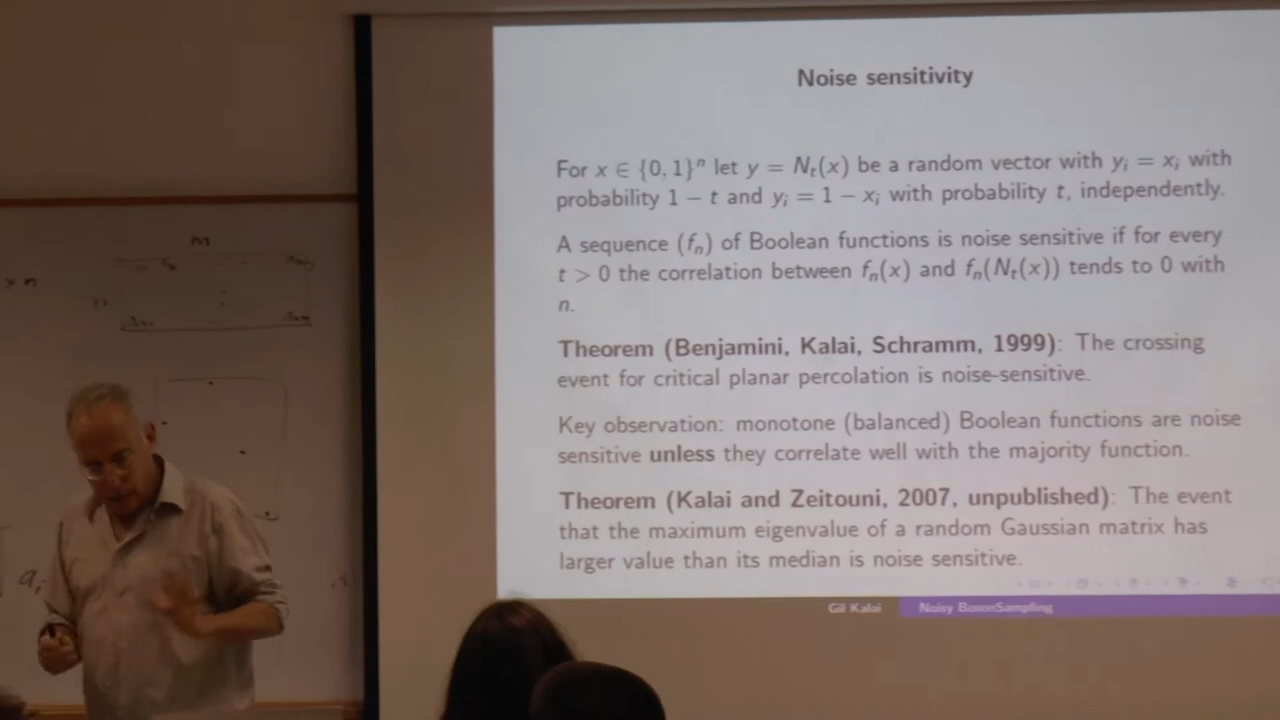 Noise sensitivity
For x ∈ {0, 1}ⁿ let y = Nₜ(x) be a random vector with yᵢ = xᵢ with
probability 1 − t and yᵢ = 1 − xᵢ with probability t, independently.
A sequence (fₙ) of Boolean functions is noise sensitive if for every
t > 0 the correlation between fₙ(x) and fₙ(Nₜ(x)) tends to 0 with
n.
Theorem (Benjamini, Kalai, Schramm, 1999): The crossing
event for critical planar percolation is noise-sensitive.
Key observation: monotone (balanced) Boolean functions are noise
sensitive unless they correlate well with the majority function.
Theorem (Kalai and Zeitouni, 2007, unpublished): The event
that the maximum eigenvalue of a random Gaussian matrix has
larger value than its median is noise sensitive.
Gil Kalai Noisy BosonSampling
aᵢ